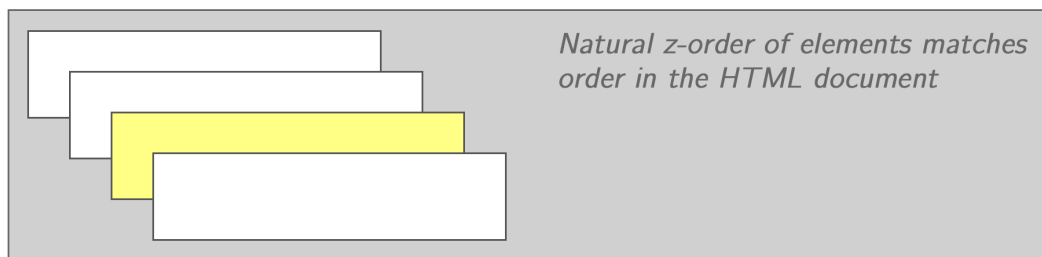 Natural z-order of elements matches
order in the HTML document